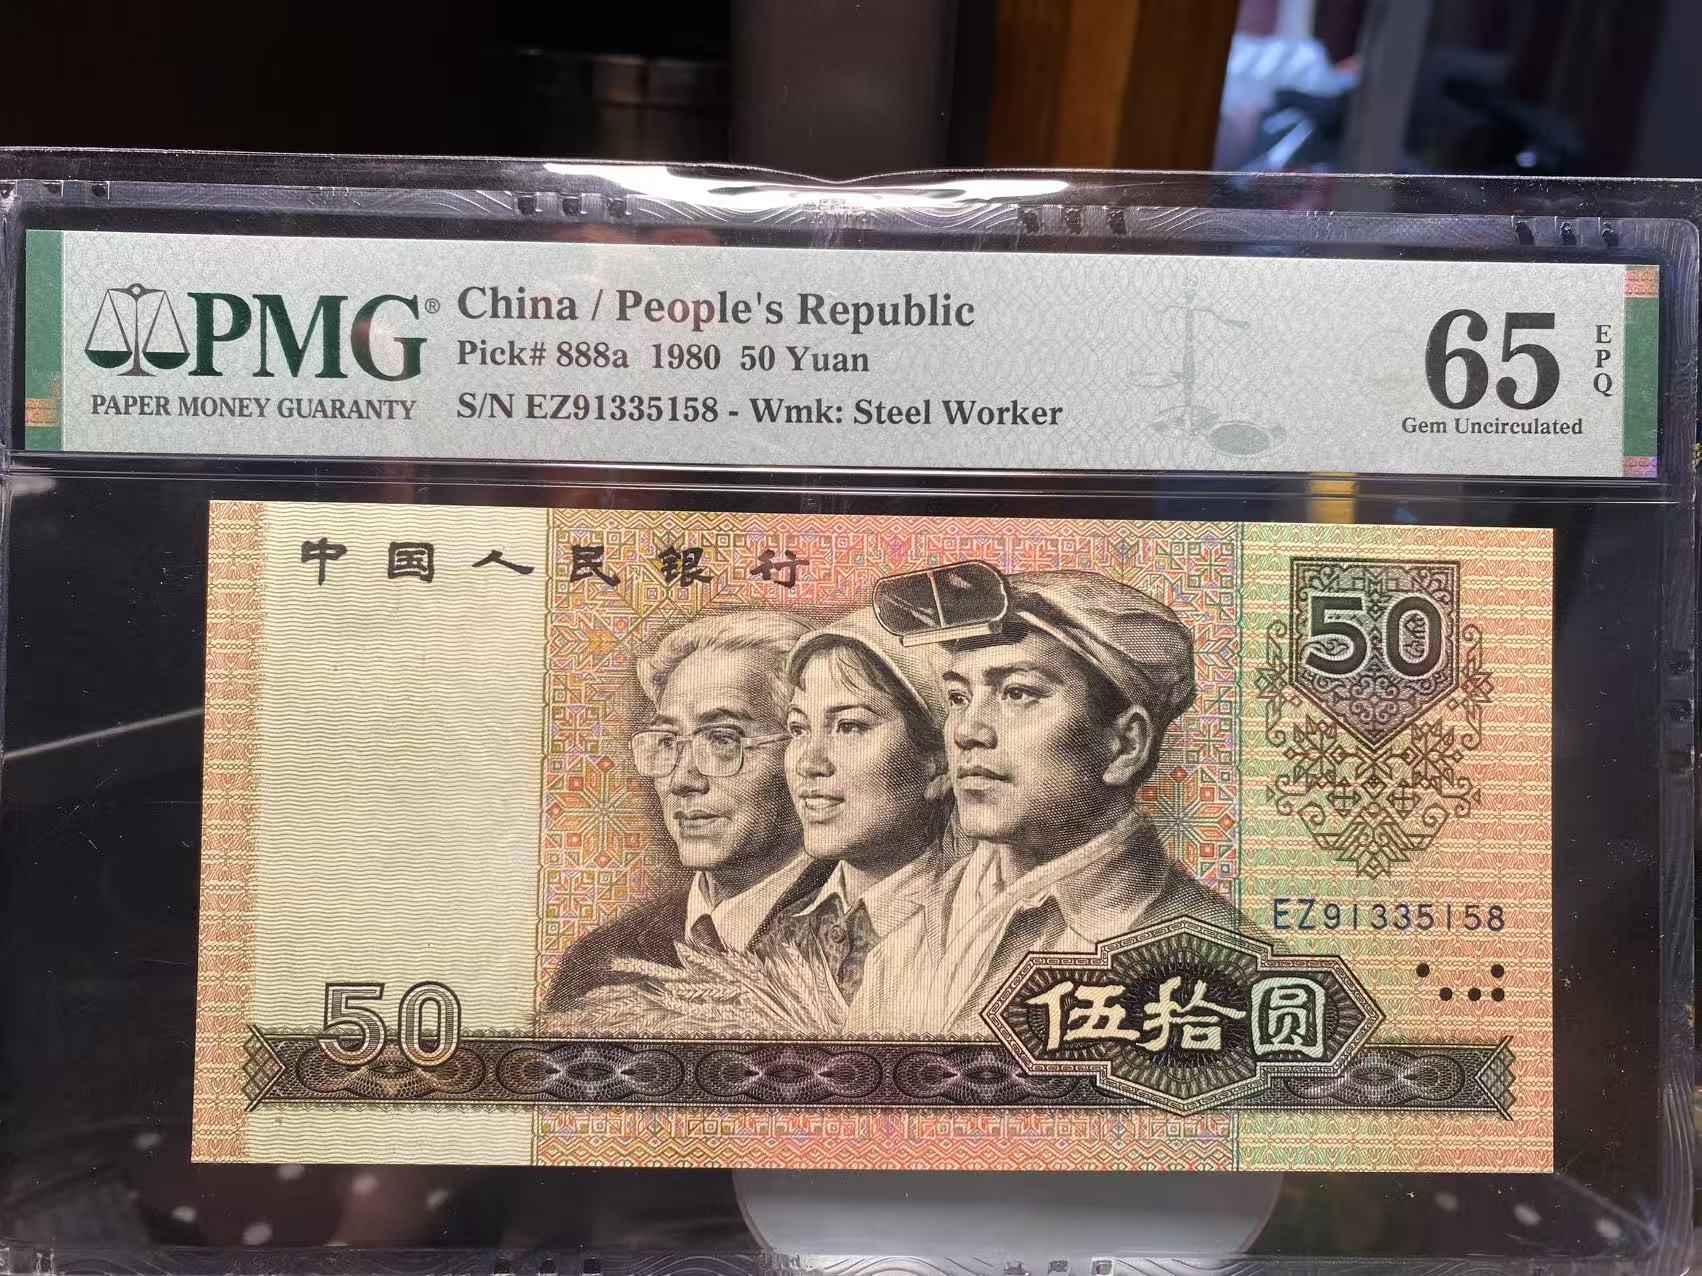 PMG®
PAPER MONEY GUARANTY
China / People's Republic
Pick# 888a 1980 50 Yuan
S/N EZ91335158 - Wmk: Steel Worker
65
EPQ
Gem Uncirculated
中国人民银行
50
EZ91335158
50
伍拾圆